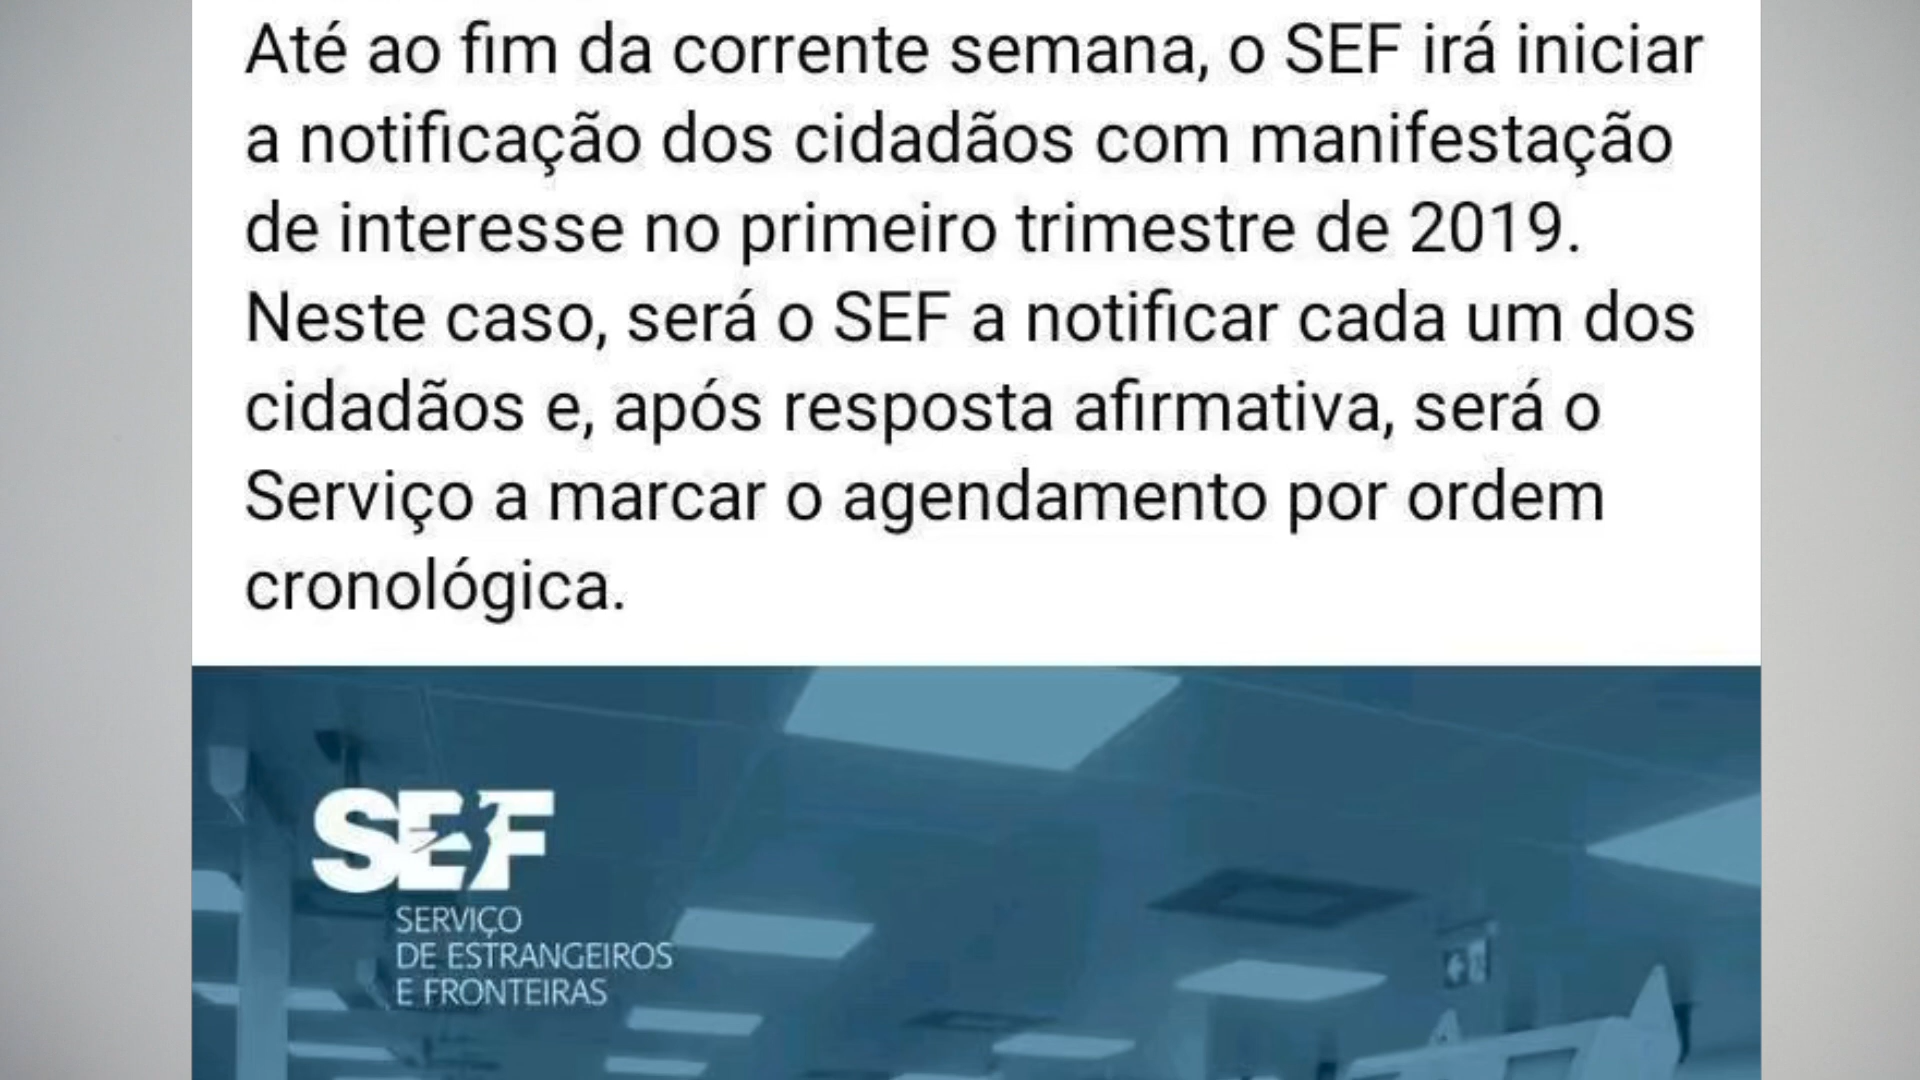 Até ao fim da corrente semana, o SEF irá iniciar
a notificação dos cidadãos com manifestação
de interesse no primeiro trimestre de 2019.
Neste caso, será o SEF a notificar cada um dos
cidadãos e, após resposta afirmativa, será o
Serviço a marcar o agendamento por ordem
cronológica.
SEF
SERVIÇO
DE ESTRANGEIROS
E FRONTEIRAS